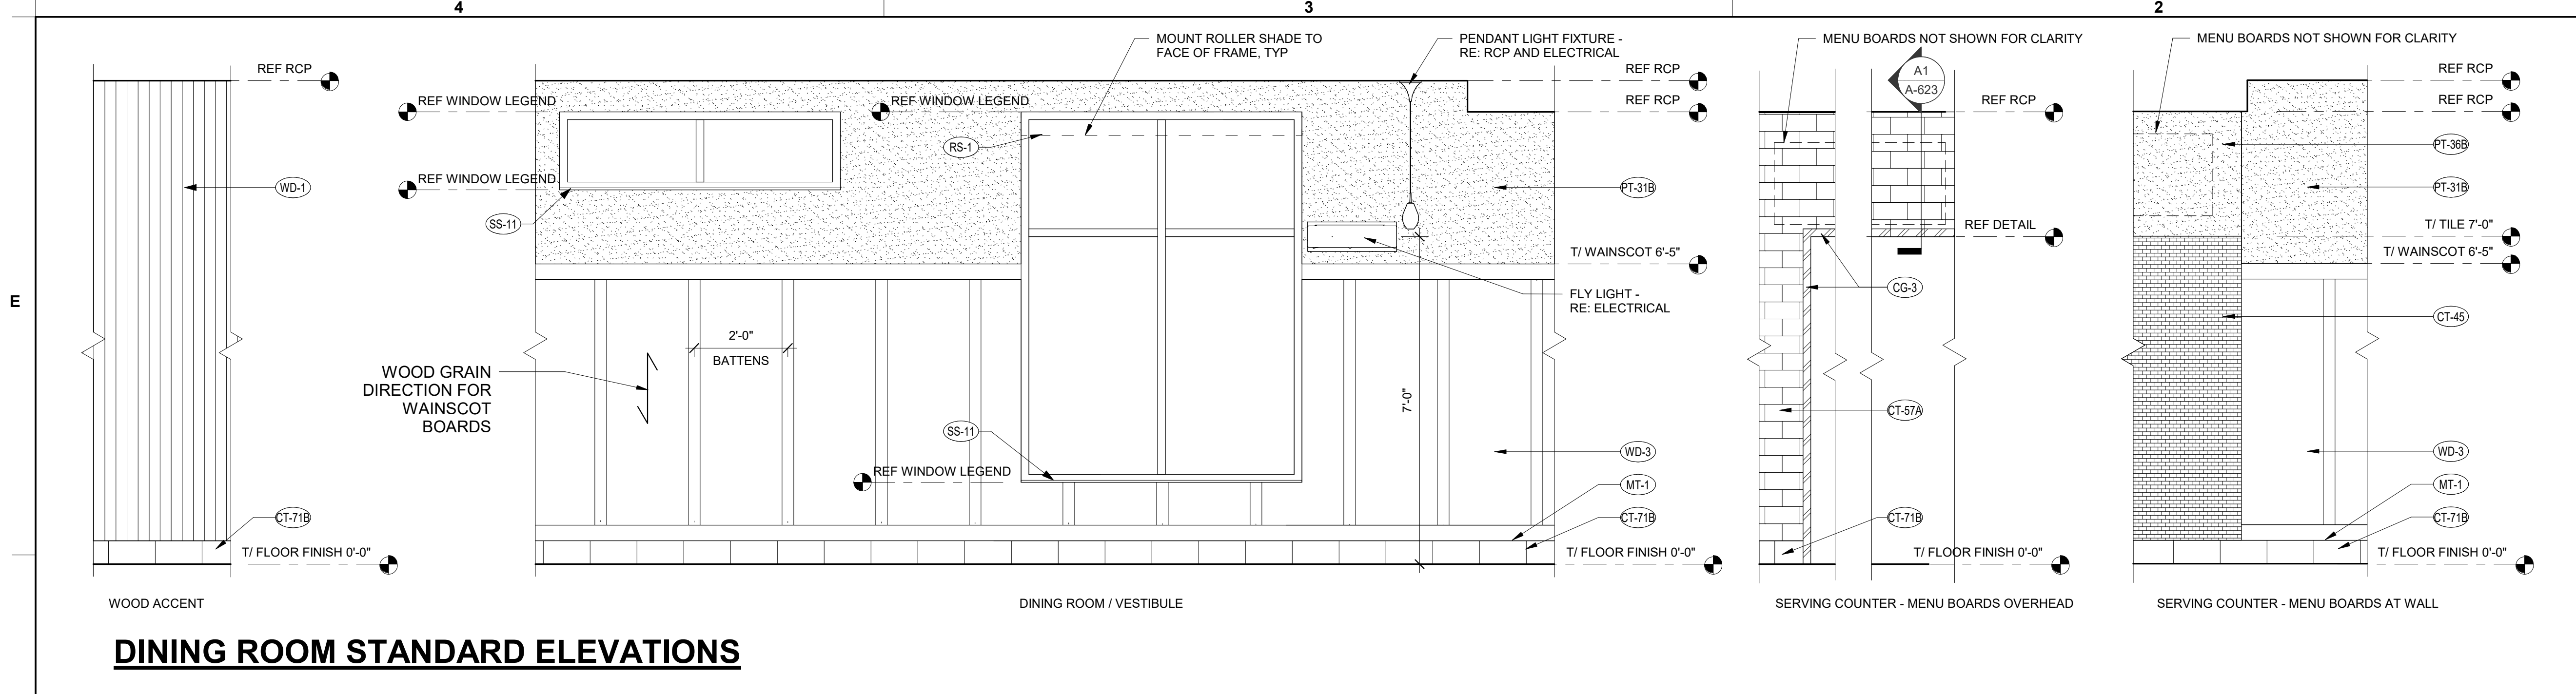 4
3
2
E
REF RCP
WD-1
CT-71B
T/ FLOOR FINISH 0'-0"
WOOD ACCENT
MOUNT ROLLER SHADE TO
FACE OF FRAME, TYP
PENDANT LIGHT FIXTURE -
RE: RCP AND ELECTRICAL
REF RCP
REF RCP
REF WINDOW LEGEND
REF WINDOW LEGEND
RS-1
REF WINDOW LEGEND
SS-11
PT-31B
T/ WAINSCOT 6'-5"
FLY LIGHT -
RE: ELECTRICAL
2'-0"
BATTENS
WOOD GRAIN
DIRECTION FOR
WAINSCOT
BOARDS
7'-0"
SS-11
REF WINDOW LEGEND
WD-3
MT-1
CT-71B
T/ FLOOR FINISH 0'-0"
DINING ROOM / VESTIBULE
MENU BOARDS NOT SHOWN FOR CLARITY
A1
A-623
REF RCP
REF DETAIL
CG-3
CT-57A
CT-71B
T/ FLOOR FINISH 0'-0"
SERVING COUNTER - MENU BOARDS OVERHEAD
MENU BOARDS NOT SHOWN FOR CLARITY
REF RCP
REF RCP
PT-36B
PT-31B
T/ TILE 7'-0"
T/ WAINSCOT 6'-5"
CT-45
WD-3
MT-1
CT-71B
T/ FLOOR FINISH 0'-0"
SERVING COUNTER - MENU BOARDS AT WALL
DINING ROOM STANDARD ELEVATIONS